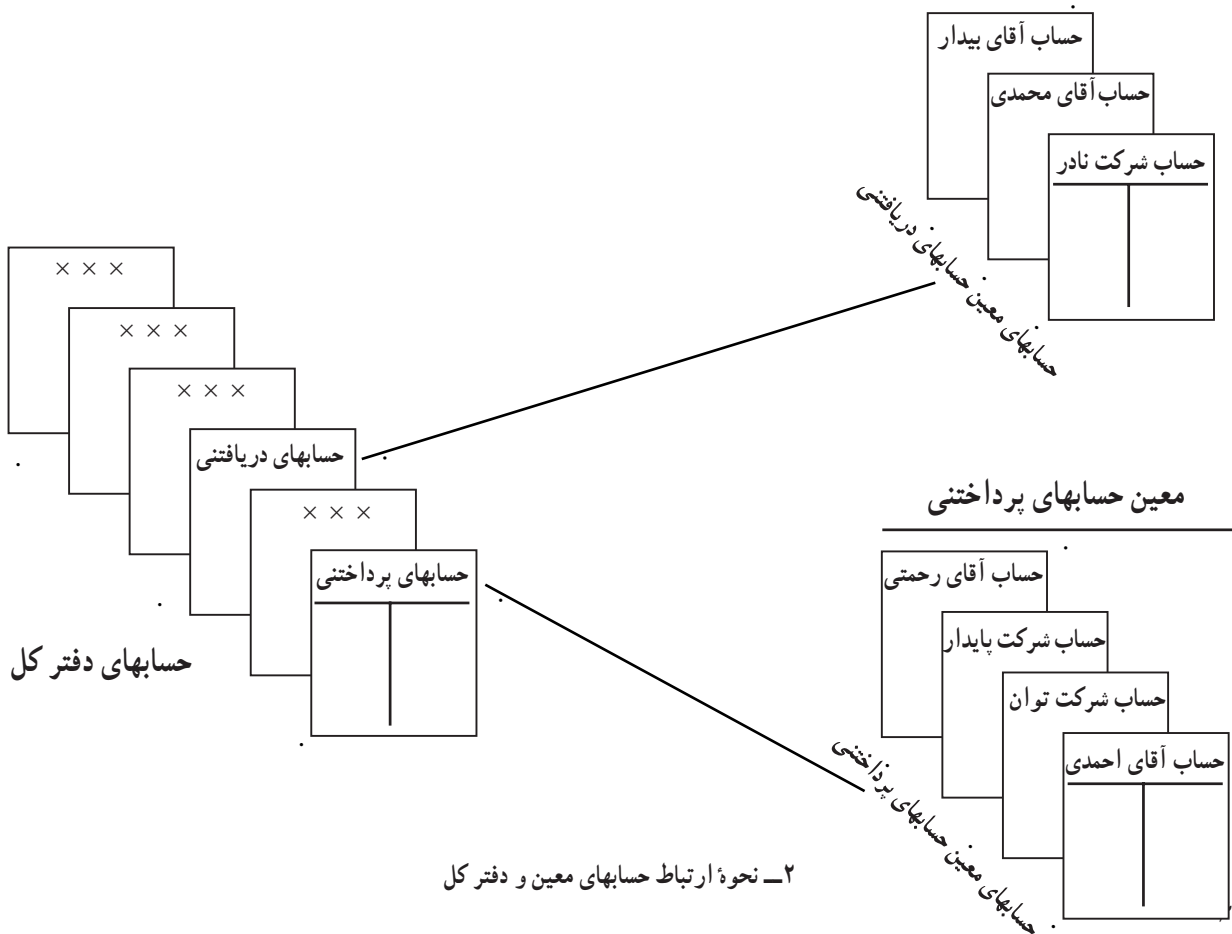 حساب آقای بیدار
حساب آقای محمدی
حساب شرکت نادر
حسابهای معین حسابهای دریافتنی
× × ×
× × ×
× × ×
حسابهای دریافتنی
× × ×
حسابهای پرداختنی
حسابهای دفتر کل
معین حسابهای پرداختنی
حساب آقای رحمتی
حساب شرکت پایدار
حساب شرکت توان
حساب آقای احمدی
حسابهای معین حسابهای پرداختنی
۲ــ نحوهٔ ارتباط حسابهای معین و دفتر کل